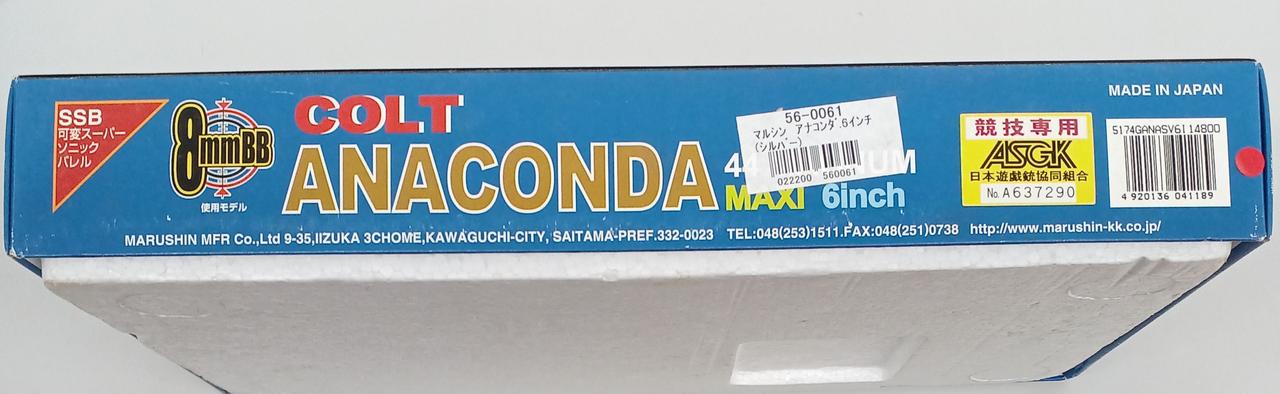 SSB
可変スーパー
ソニック
バレル
8mmBB
使用モデル
COLT
ANACONDA
44 UM
MAXI 6inch
56-0061
マルシン アナコンダ.6インチ
(シルバー)
022200 560061
競技専用
ASGK
日本遊戯銃協同組合
No.A637290
MADE IN JAPAN
5174GANASV6I14800
4 920136 041189
MARUSHIN MFR Co.,Ltd 9-35,IIZUKA 3CHOME,KAWAGUCHI-CITY, SAITAMA-PREF.332-0023 TEL:048(253)1511.FAX:048(251)0738 http://www.marushin-kk.co.jp/